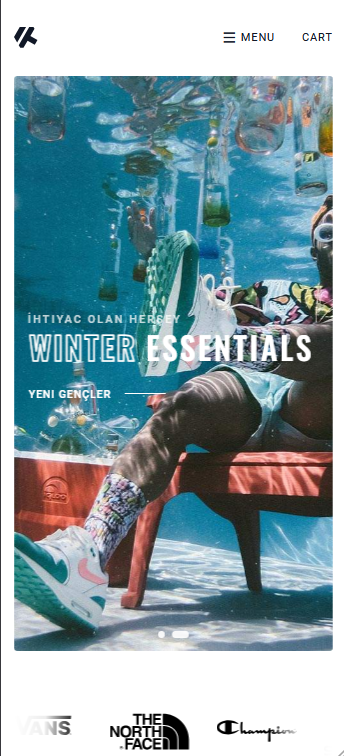 MENU
CART
İHTIYAC OLAN HERŞEY
WINTER ESSENTIALS
YENI GENÇLER
VANS
THE
NORTH
FACE
Champion